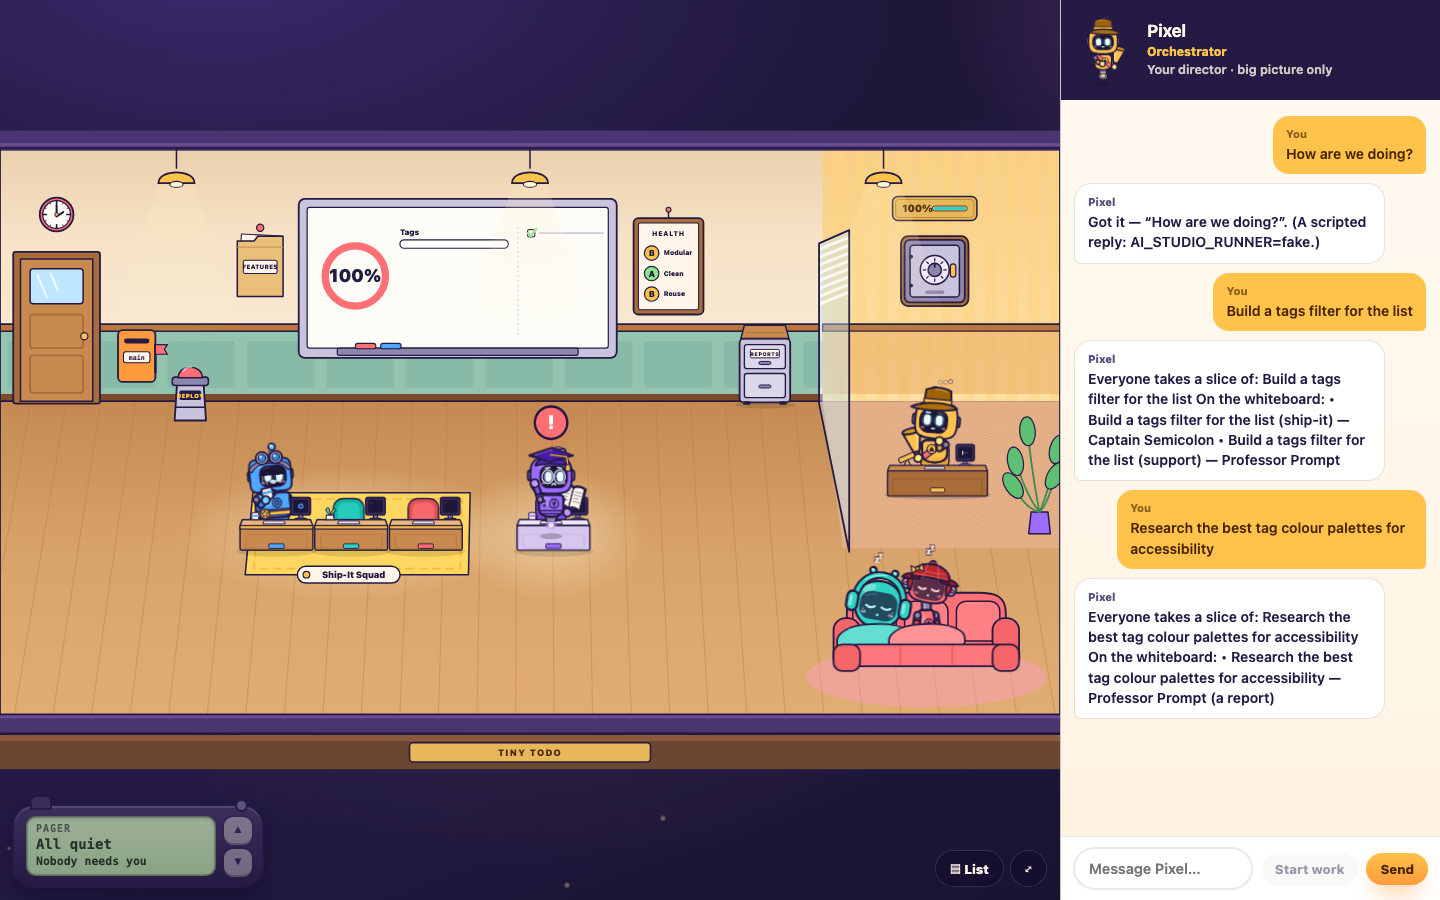 FEATURES
main
DEPLOY
100%
Tags
HEALTH
B Modular
A Clean
B Reuse
REPORTS
100%
!
Ship-It Squad
TINY TODO
PAGER
All quiet
Nobody needs you
List
Pixel
Orchestrator
Your director · big picture only
You
How are we doing?
Pixel
Got it — “How are we doing?”. (A scripted
reply: AI_STUDIO_RUNNER=fake.)
You
Build a tags filter for the list
Pixel
Everyone takes a slice of: Build a tags
filter for the list On the whiteboard: •
Build a tags filter for the list (ship-it) —
Captain Semicolon • Build a tags filter for
the list (support) — Professor Prompt
You
Research the best tag colour palettes for
accessibility
Pixel
Everyone takes a slice of: Research the
best tag colour palettes for accessibility
On the whiteboard: • Research the best
tag colour palettes for accessibility —
Professor Prompt (a report)
Message Pixel...
Start work
Send